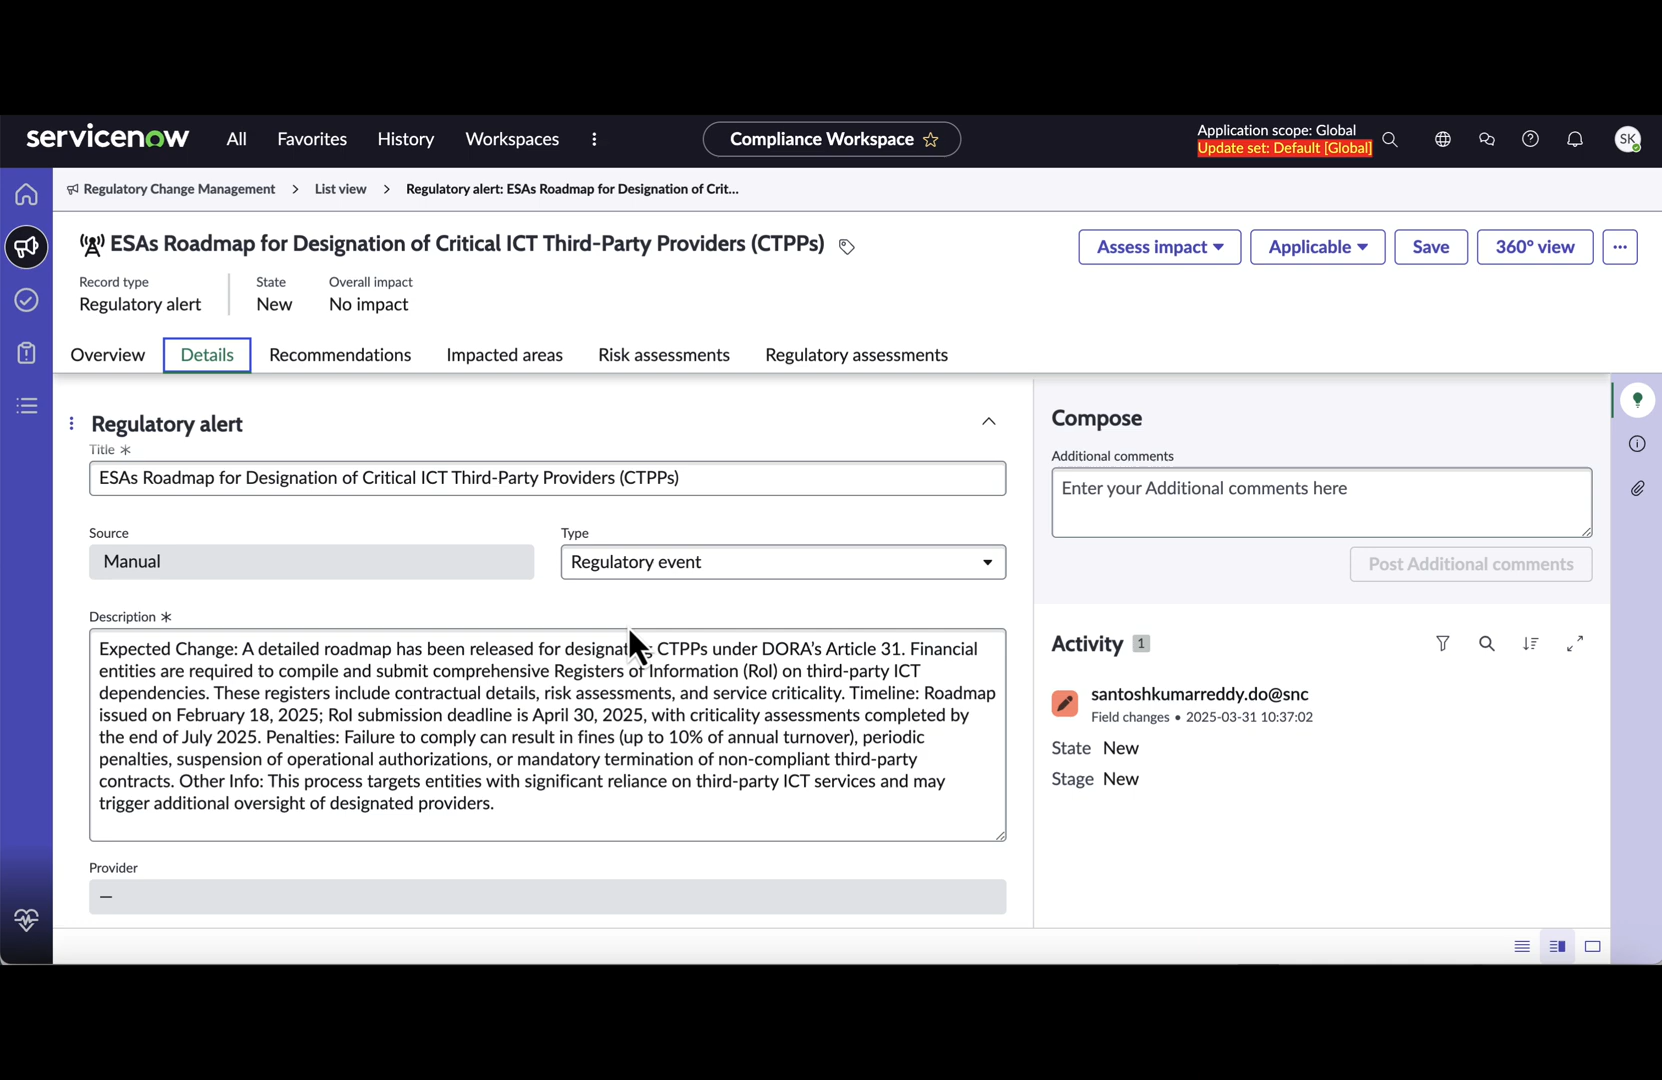 servicenow All Favorites History Workspaces Compliance Workspace Application scope: Global
Update set: Default [Global] SK
Regulatory Change Management > List view > Regulatory alert: ESAs Roadmap for Designation of Crit...
ESAs Roadmap for Designation of Critical ICT Third-Party Providers (CTPPs)
Assess impact Applicable Save 360° view
Record type State Overall impact
Regulatory alert New No impact
Overview Details Recommendations Impacted areas Risk assessments Regulatory assessments
Regulatory alert
Title *
ESAs Roadmap for Designation of Critical ICT Third-Party Providers (CTPPs)
Source Type
Manual Regulatory event
Description *
Expected Change: A detailed roadmap has been released for CTPPs under DORA's Article 31. Financial
entities are required to compile and submit comprehensive Registers of Information (RoI) on third-party ICT
dependencies. These registers include contractual details, risk assessments, and service criticality. Timeline: Roadmap
issued on February 18, 2025; RoI submission deadline is April 30, 2025, with criticality assessments completed by
the end of July 2025. Penalties: Failure to comply can result in fines (up to 10% of annual turnover), periodic
penalties, suspension of operational authorizations, or mandatory termination of non-compliant third-party
contracts. Other Info: This process targets entities with significant reliance on third-party ICT services and may
trigger additional oversight of designated providers.
Provider
—
Compose
Additional comments
Enter your Additional comments here
Post Additional comments
Activity 1
santoshkumarreddy.do@snc
Field changes • 2025-03-31 10:37:02
State New
Stage New